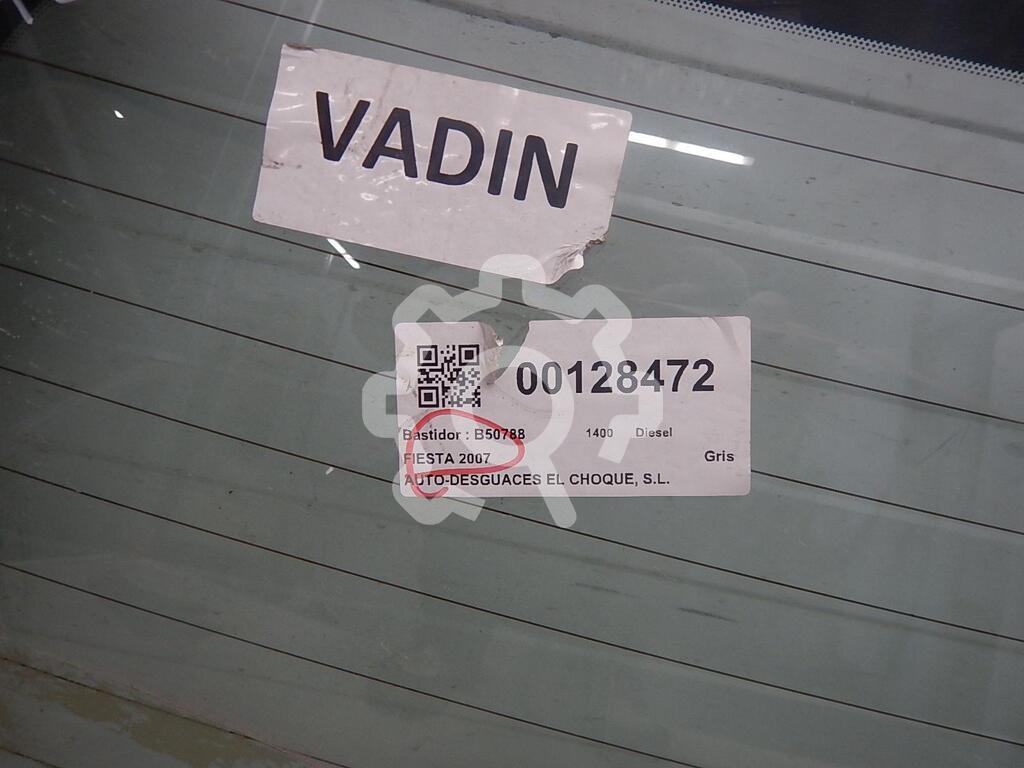 VADIN
00128472
Bastidor : B50788 1400 Diesel
FIESTA 2007 Gris
AUTO-DESGUACES EL CHOQUE, S.L.